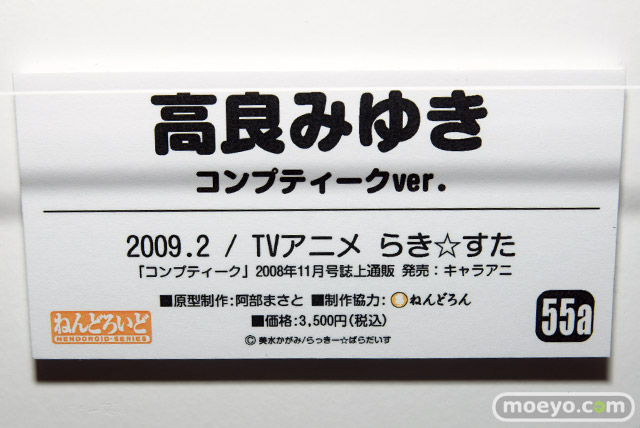 高良みゆき
コンプティークver.
2009.2 / TVアニメ らき☆すた
「コンプティーク」2008年11月号誌上通販 発売：キャラアニ
■原型制作：阿部まさと ■制作協力：ねんどろん
■価格：3,500円(税込)
© 美水かがみ/らっきー☆ぱらだいす
ねんどろいど
NENDOROID-SERIES
55a
moeyo.com